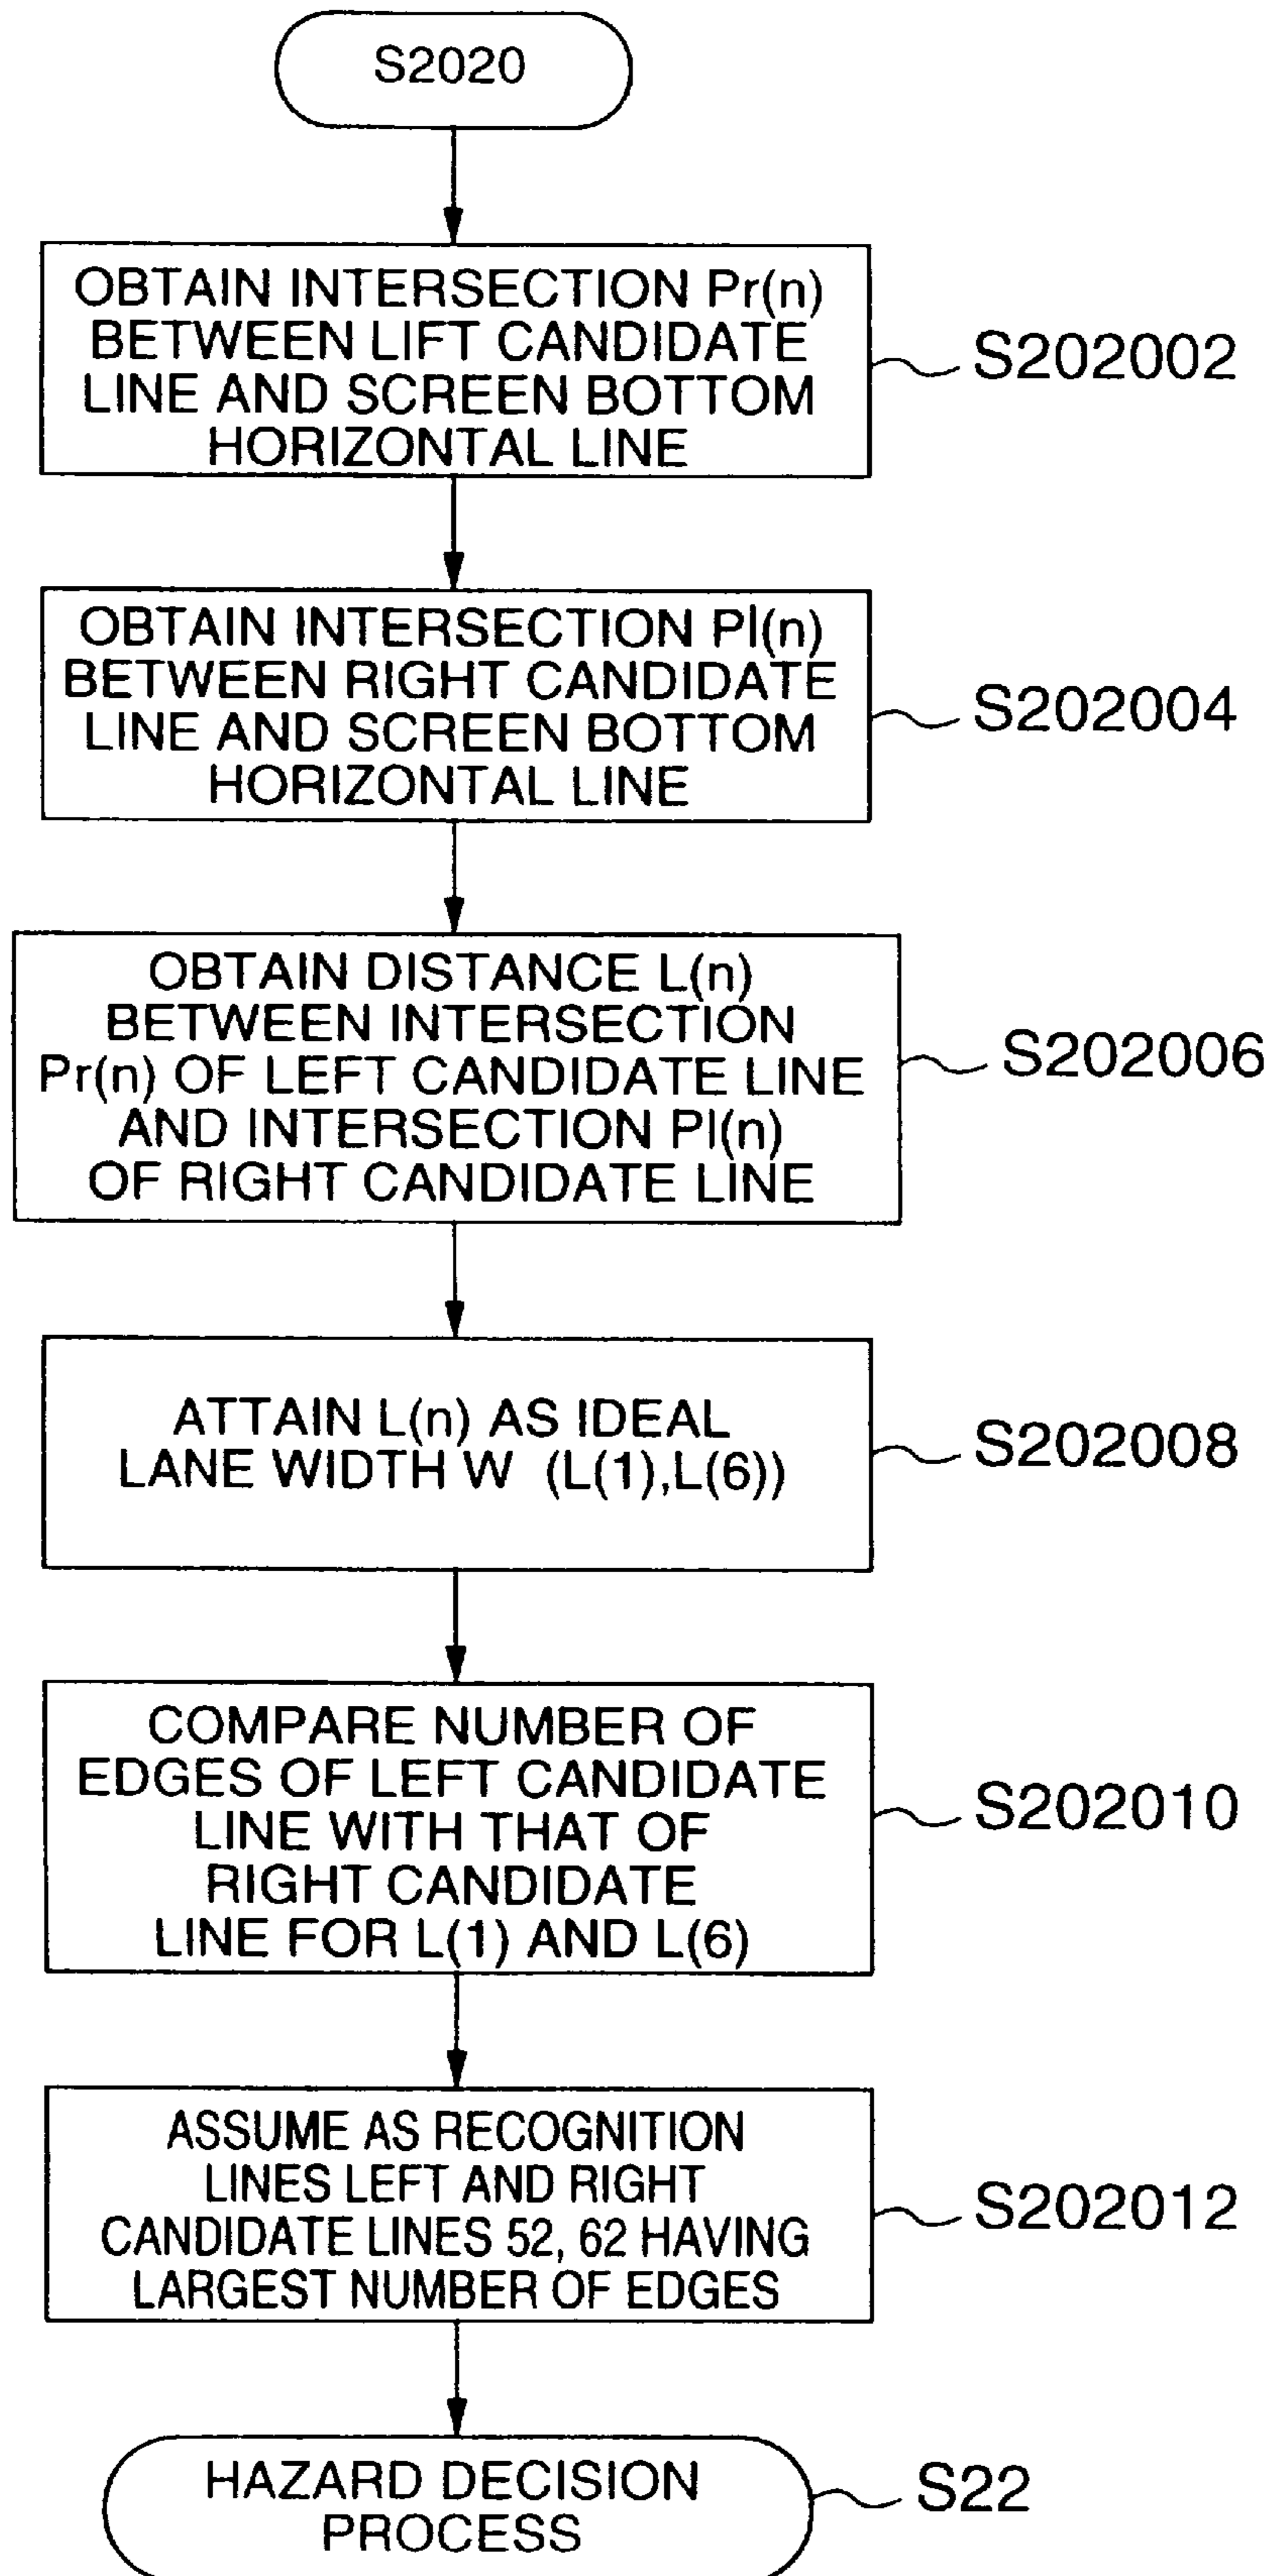 S2020
OBTAIN INTERSECTION Pr(n)
BETWEEN LIFT CANDIDATE
LINE AND SCREEN BOTTOM
HORIZONTAL LINE
S202002
OBTAIN INTERSECTION Pl(n)
BETWEEN RIGHT CANDIDATE
LINE AND SCREEN BOTTOM
HORIZONTAL LINE
S202004
OBTAIN DISTANCE L(n)
BETWEEN INTERSECTION
Pr(n) OF LEFT CANDIDATE LINE
AND INTERSECTION Pl(n)
OF RIGHT CANDIDATE LINE
S202006
ATTAIN L(n) AS IDEAL
LANE WIDTH W (L(1),L(6))
S202008
COMPARE NUMBER OF
EDGES OF LEFT CANDIDATE
LINE WITH THAT OF
RIGHT CANDIDATE
LINE FOR L(1) AND L(6)
S202010
ASSUME AS RECOGNITION
LINES LEFT AND RIGHT
CANDIDATE LINES 52, 62 HAVING
LARGEST NUMBER OF EDGES
S202012
HAZARD DECISION
PROCESS
S22